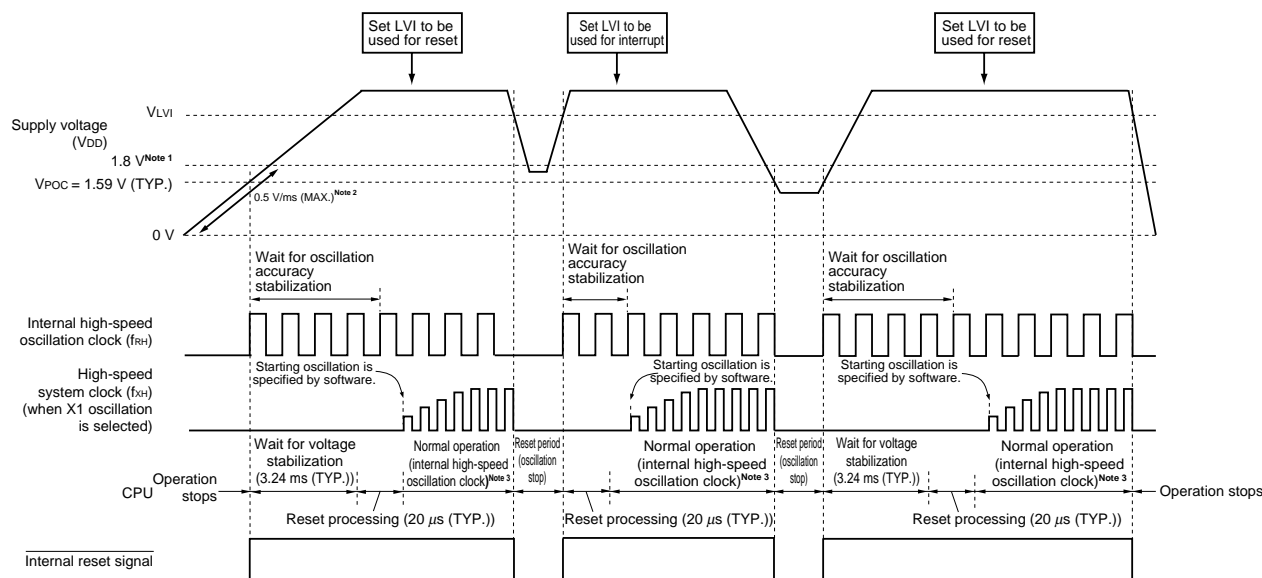 Set LVI to be
used for reset
Set LVI to be
used for interrupt
Set LVI to be
used for reset
VLVI
Supply voltage
(VDD)
1.8 VNote 1
VPOC = 1.59 V (TYP.)
0.5 V/ms (MAX.)Note 2
0 V
Wait for oscillation
accuracy
stabilization
Wait for oscillation
accuracy
stabilization
Wait for oscillation
accuracy
stabilization
Internal high-speed
oscillation clock (fRH)
Starting oscillation is
specified by software.
Starting oscillation is
specified by software.
Starting oscillation is
specified by software.
High-speed
system clock (fXH)
(when X1 oscillation
is selected)
Wait for voltage
stabilization
(3.24 ms (TYP.))
Normal operation
(internal high-speed
oscillation clock)Note 3
Reset period
(oscillation
stop)
Normal operation
(internal high-speed
oscillation clock)Note 3
Reset period
(oscillation
stop)
Wait for voltage
stabilization
(3.24 ms (TYP.))
Normal operation
(internal high-speed
oscillation clock)Note 3
CPU
Operation
stops
Operation stops
Reset processing (20 μs (TYP.))
Reset processing (20 μs (TYP.))
Reset processing (20 μs (TYP.))
Internal reset signal